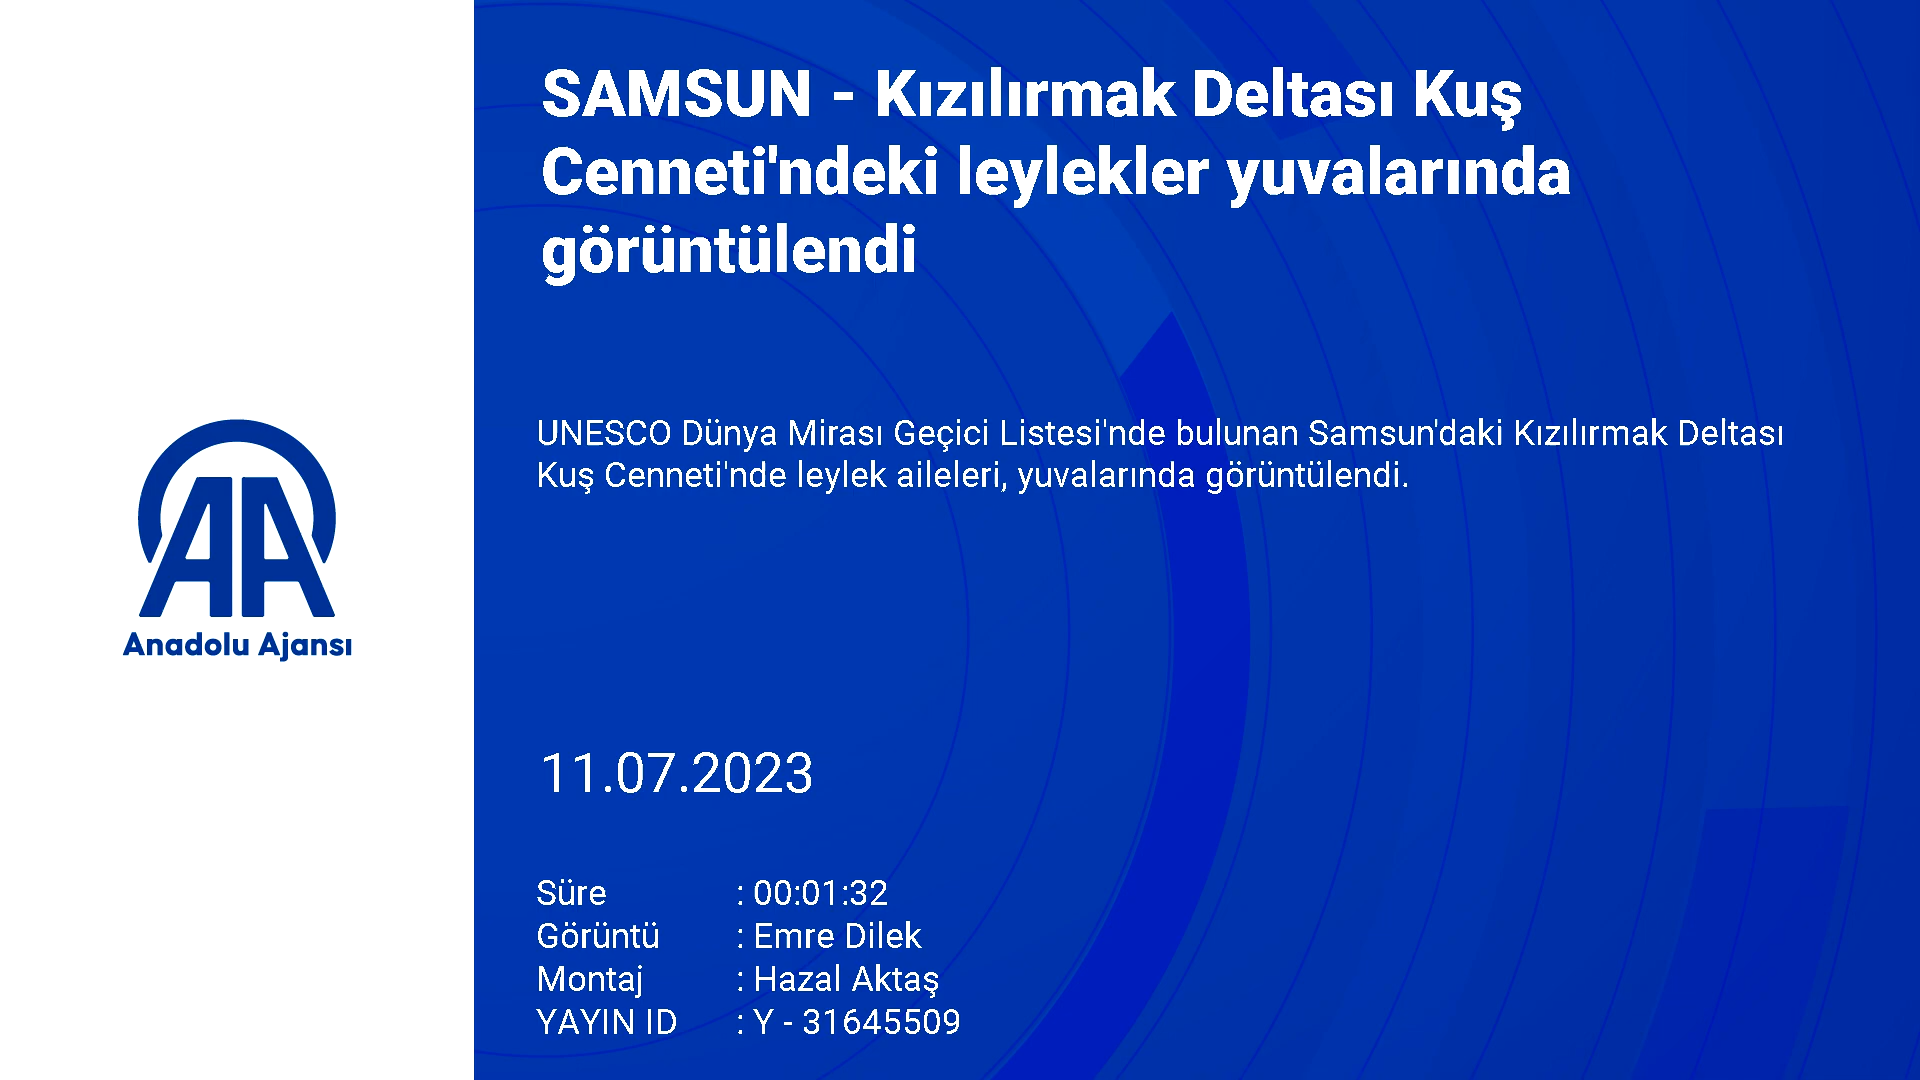 SAMSUN - Kızılırmak Deltası Kuş
Cenneti'ndeki leylekler yuvalarında
görüntülendi
UNESCO Dünya Mirası Geçici Listesi'nde bulunan Samsun'daki Kızılırmak Deltası
Kuş Cenneti'nde leylek aileleri, yuvalarında görüntülendi.
AA
Anadolu Ajansı
11.07.2023
Süre : 00:01:32
Görüntü : Emre Dilek
Montaj : Hazal Aktaş
YAYIN ID : Y - 31645509